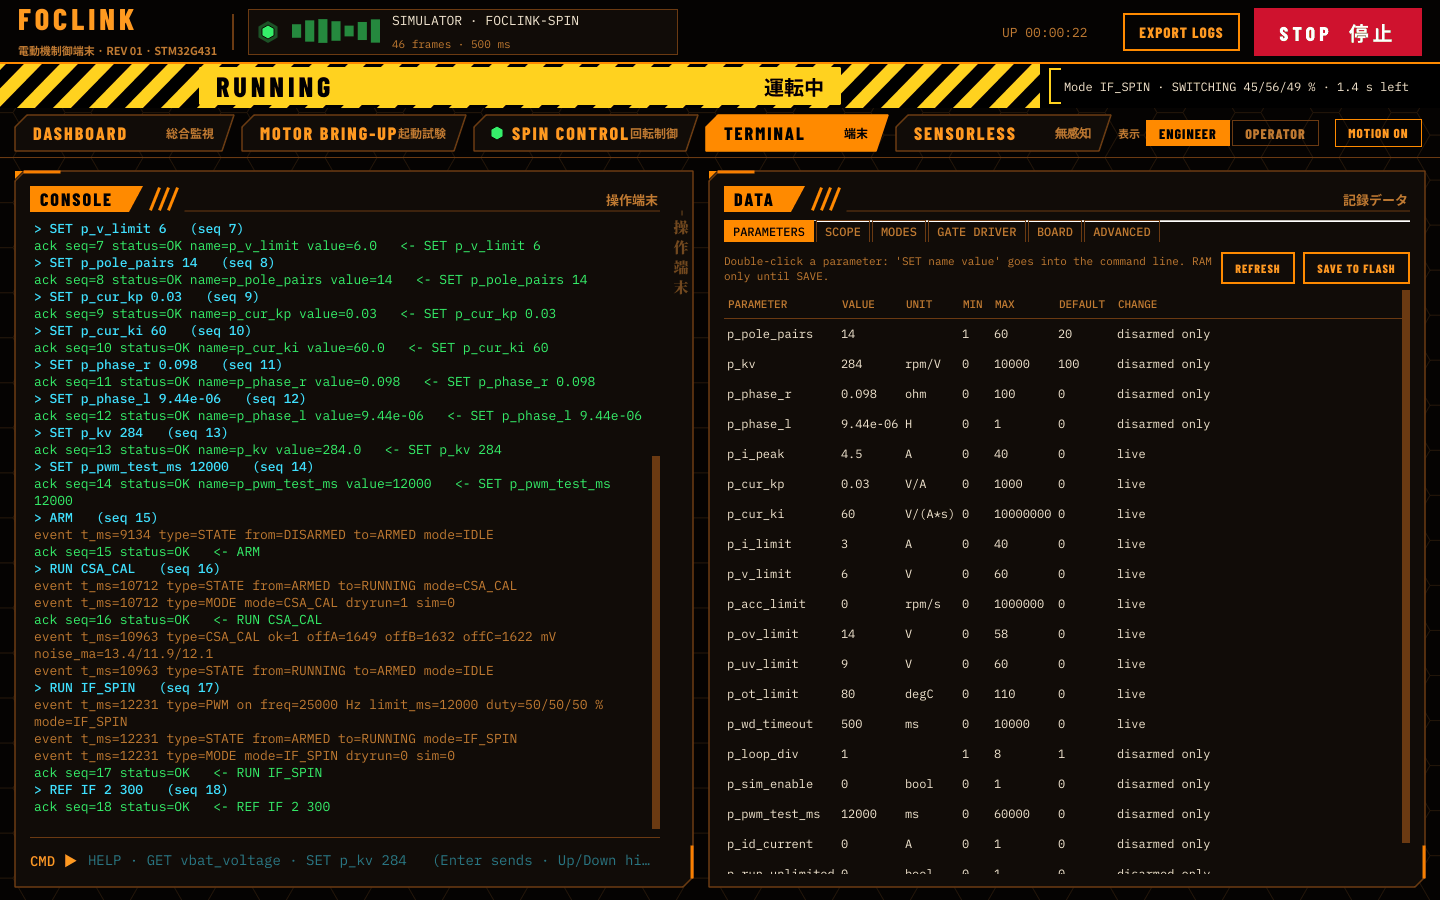 FOCLINK
電動機制御端末・REV 01・STM32G431
SIMULATOR · FOCLINK-SPIN
46 frames · 500 ms
UP 00:00:22
EXPORT LOGS
STOP 停止
RUNNING 運転中
Mode IF_SPIN · SWITCHING 45/56/49 % · 1.4 s left
DASHBOARD 総合監視
MOTOR BRING-UP 起動試験
SPIN CONTROL 回転制御
TERMINAL 端末
SENSORLESS 無感知
表示
ENGINEER
OPERATOR
MOTION ON
CONSOLE
操作端末
操作端末
> SET p_v_limit 6 (seq 7)
ack seq=7 status=OK name=p_v_limit value=6.0 <- SET p_v_limit 6
> SET p_pole_pairs 14 (seq 8)
ack seq=8 status=OK name=p_pole_pairs value=14 <- SET p_pole_pairs 14
> SET p_cur_kp 0.03 (seq 9)
ack seq=9 status=OK name=p_cur_kp value=0.03 <- SET p_cur_kp 0.03
> SET p_cur_ki 60 (seq 10)
ack seq=10 status=OK name=p_cur_ki value=60.0 <- SET p_cur_ki 60
> SET p_phase_r 0.098 (seq 11)
ack seq=11 status=OK name=p_phase_r value=0.098 <- SET p_phase_r 0.098
> SET p_phase_l 9.44e-06 (seq 12)
ack seq=12 status=OK name=p_phase_l value=9.44e-06 <- SET p_phase_l 9.44e-06
> SET p_kv 284 (seq 13)
ack seq=13 status=OK name=p_kv value=284.0 <- SET p_kv 284
> SET p_pwm_test_ms 12000 (seq 14)
ack seq=14 status=OK name=p_pwm_test_ms value=12000 <- SET p_pwm_test_ms
12000
> ARM (seq 15)
event t_ms=9134 type=STATE from=DISARMED to=ARMED mode=IDLE
ack seq=15 status=OK <- ARM
> RUN CSA_CAL (seq 16)
event t_ms=10712 type=STATE from=ARMED to=RUNNING mode=CSA_CAL
event t_ms=10712 type=MODE mode=CSA_CAL dryrun=1 sim=0
ack seq=16 status=OK <- RUN CSA_CAL
event t_ms=10963 type=CSA_CAL ok=1 offA=1649 offB=1632 offC=1622 mV
noise_ma=13.4/11.9/12.1
event t_ms=10963 type=STATE from=RUNNING to=ARMED mode=IDLE
> RUN IF_SPIN (seq 17)
event t_ms=12231 type=PWM on freq=25000 Hz limit_ms=12000 duty=50/50/50 %
mode=IF_SPIN
event t_ms=12231 type=STATE from=ARMED to=RUNNING mode=IF_SPIN
event t_ms=12231 type=MODE mode=IF_SPIN dryrun=0 sim=0
ack seq=17 status=OK <- RUN IF_SPIN
> REF IF 2 300 (seq 18)
ack seq=18 status=OK <- REF IF 2 300
CMD ▶ HELP · GET vbat_voltage · SET p_kv 284 (Enter sends · Up/Down hi…
DATA
記録データ
PARAMETERS SCOPE MODES GATE DRIVER BOARD ADVANCED
Double-click a parameter: 'SET name value' goes into the command line. RAM
only until SAVE.
REFRESH
SAVE TO FLASH
PARAMETER VALUE UNIT MIN MAX DEFAULT CHANGE
p_pole_pairs 14 1 60 20 disarmed only
p_kv 284 rpm/V 0 10000 100 disarmed only
p_phase_r 0.098 ohm 0 100 0 disarmed only
p_phase_l 9.44e-06 H 0 1 0 disarmed only
p_i_peak 4.5 A 0 40 0 live
p_cur_kp 0.03 V/A 0 1000 0 live
p_cur_ki 60 V/(A*s) 0 10000000 0 live
p_i_limit 3 A 0 40 0 live
p_v_limit 6 V 0 60 0 live
p_acc_limit 0 rpm/s 0 1000000 0 live
p_ov_limit 14 V 0 58 0 live
p_uv_limit 9 V 0 60 0 live
p_ot_limit 80 degC 0 110 0 live
p_wd_timeout 500 ms 0 10000 0 live
p_loop_div 1 1 8 1 disarmed only
p_sim_enable 0 bool 0 1 0 disarmed only
p_pwm_test_ms 12000 ms 0 60000 0 disarmed only
p_id_current 0 A 0 1 0 disarmed only
p_run_unlimited 0 bool 0 1 0 disarmed only